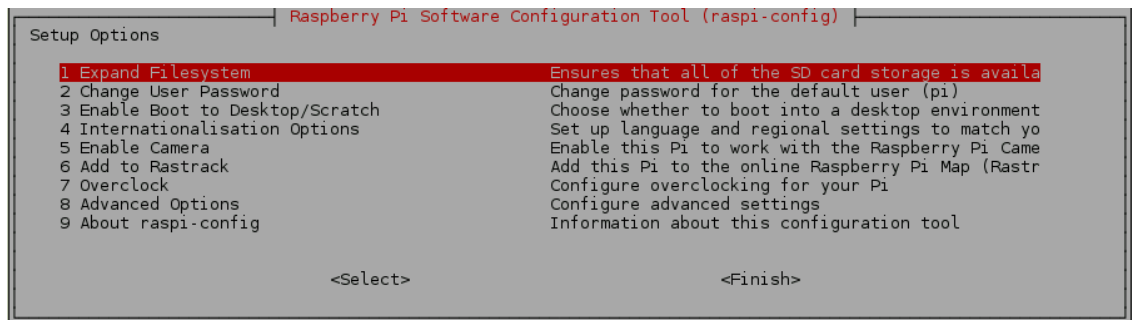 Raspberry Pi Software Configuration Tool (raspi-config)
Setup Options
1 Expand Filesystem Ensures that all of the SD card storage is availa
2 Change User Password Change password for the default user (pi)
3 Enable Boot to Desktop/Scratch Choose whether to boot into a desktop environment
4 Internationalisation Options Set up language and regional settings to match yo
5 Enable Camera Enable this Pi to work with the Raspberry Pi Came
6 Add to Rastrack Add this Pi to the online Raspberry Pi Map (Rastr
7 Overclock Configure overclocking for your Pi
8 Advanced Options Configure advanced settings
9 About raspi-config Information about this configuration tool
<Select> <Finish>